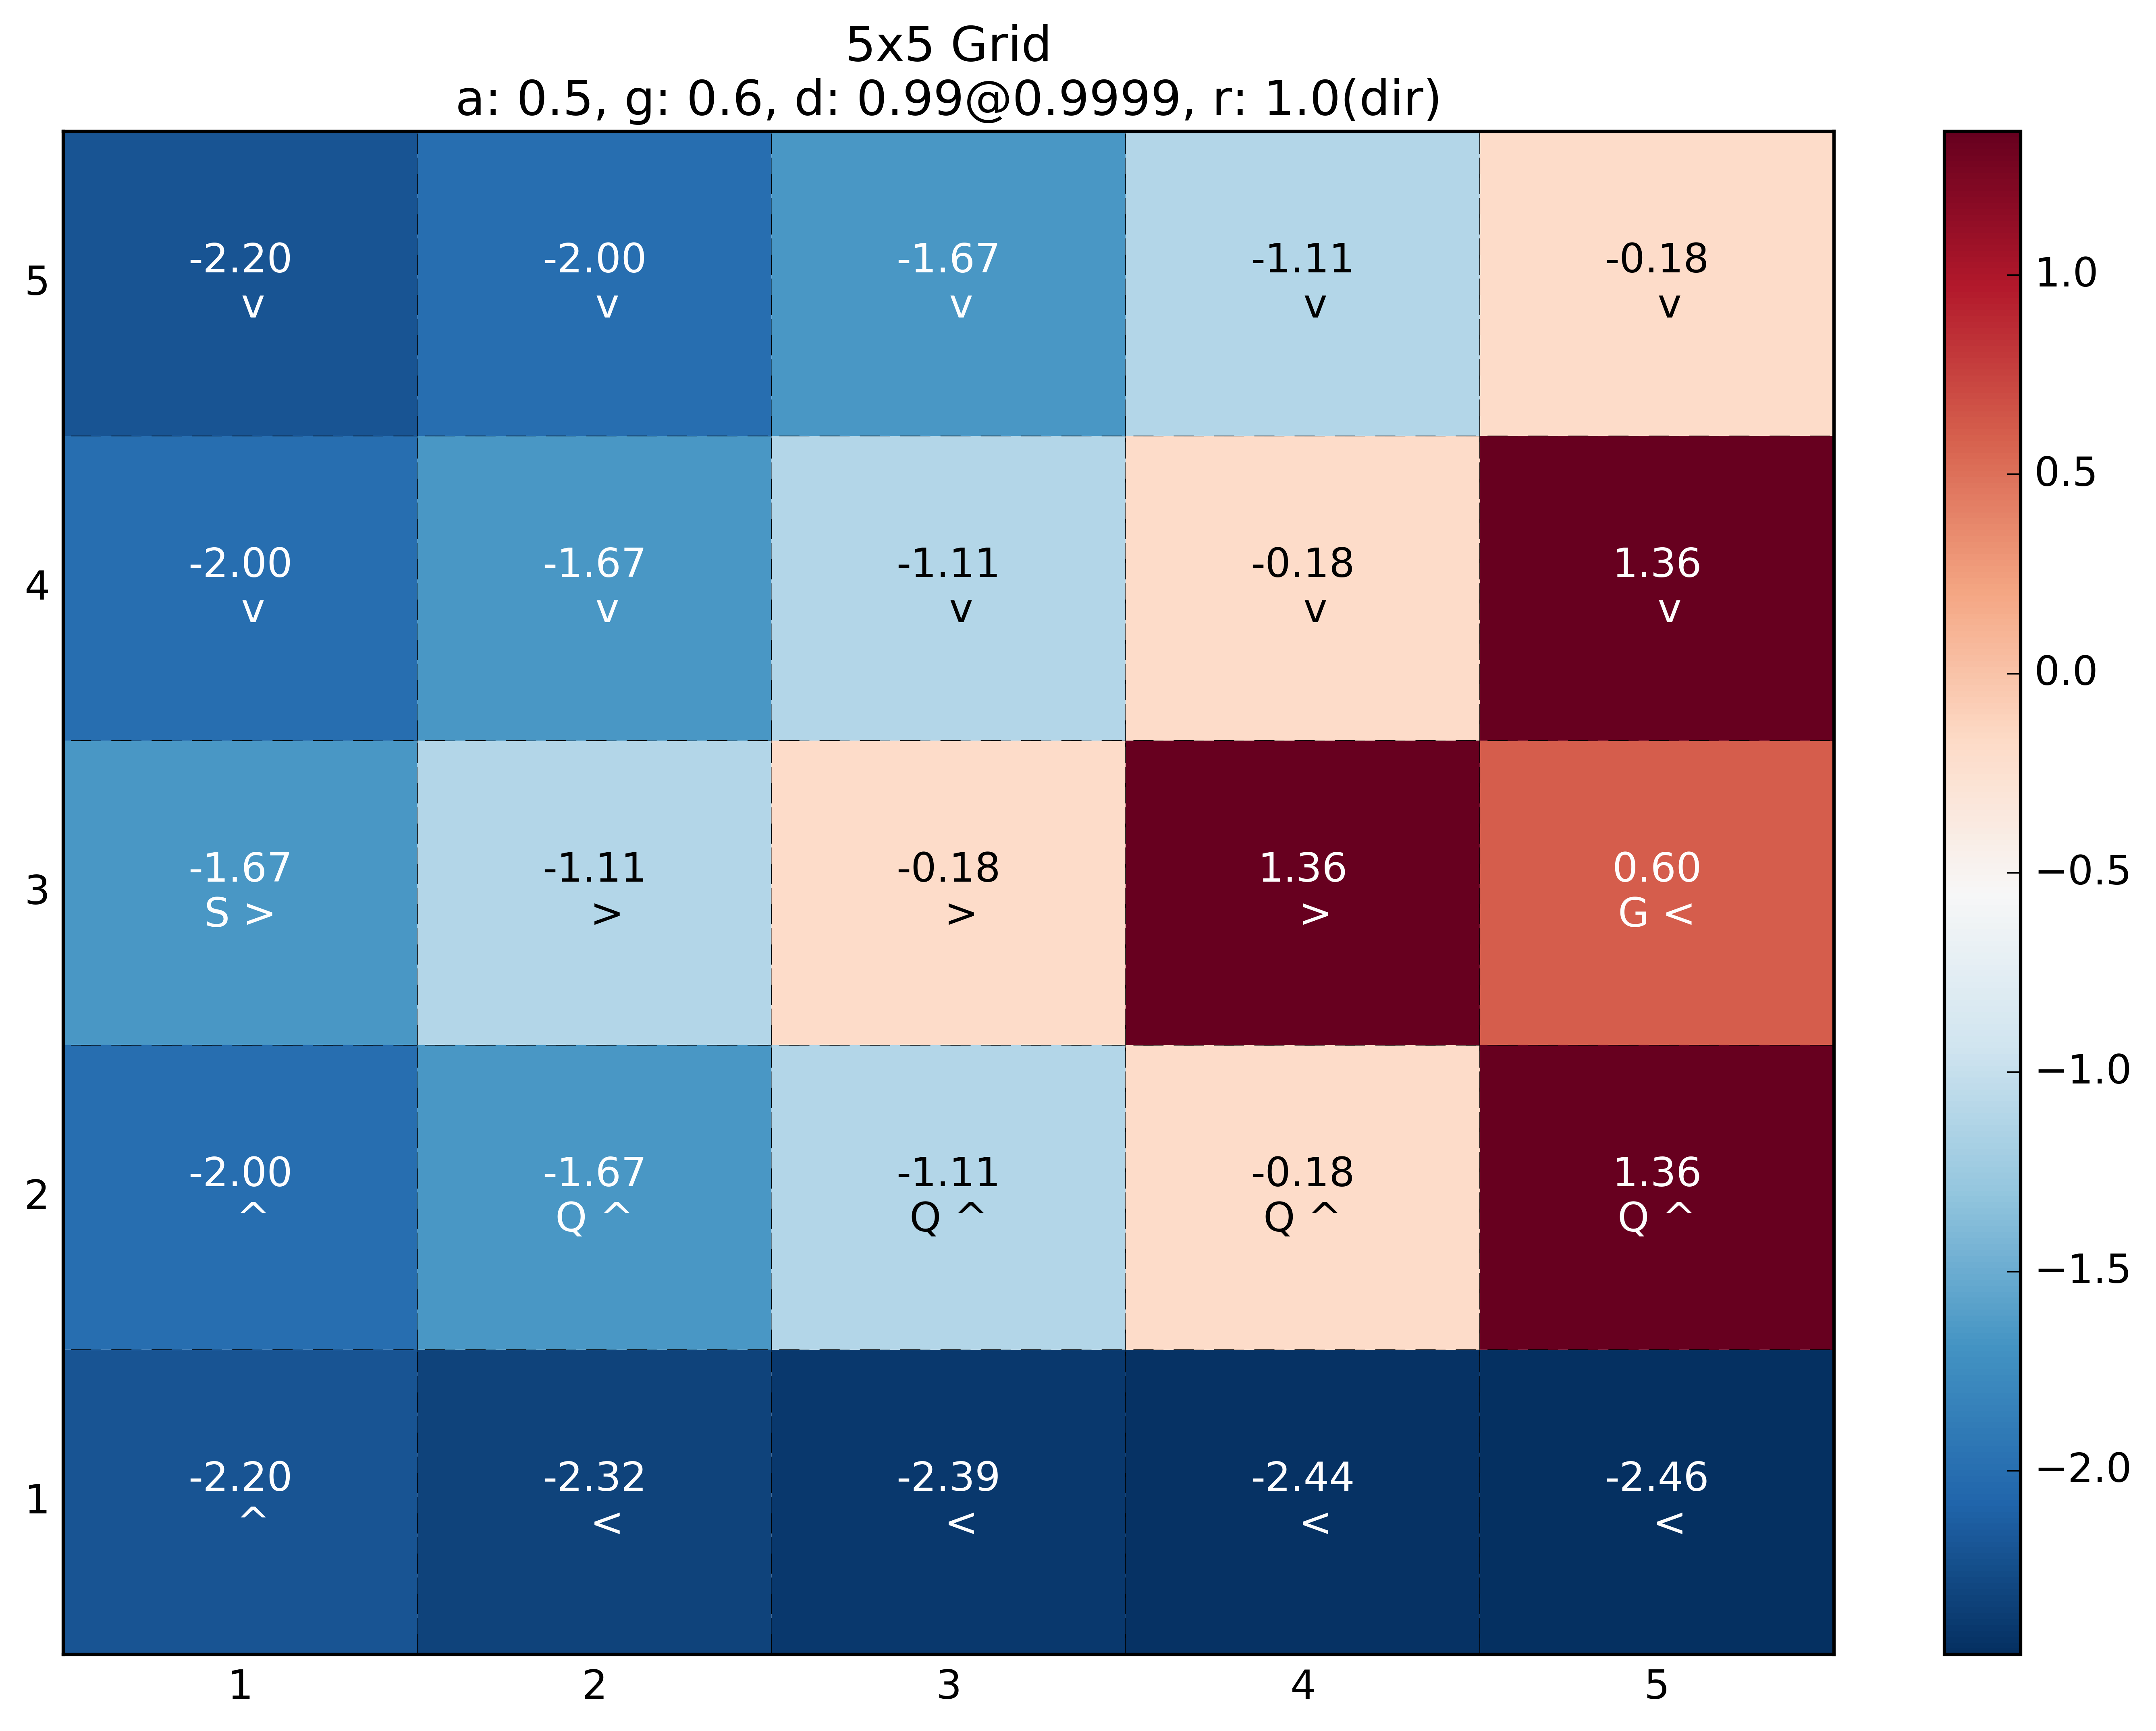 5x5 Grid
a: 0.5, g: 0.6, d: 0.99@0.9999, r: 1.0(dir)
5
-2.20
v
-2.00
v
-1.67
v
-1.11
v
-0.18
v
4
-2.00
v
-1.67
v
-1.11
v
-0.18
v
1.36
v
3
-1.67
S >
-1.11
>
-0.18
>
1.36
>
0.60
G <
2
-2.00
^
-1.67
Q ^
-1.11
Q ^
-0.18
Q ^
1.36
Q ^
1
-2.20
^
-2.32
<
-2.39
<
-2.44
<
-2.46
<
1
2
3
4
5
1.0
0.5
0.0
−0.5
−1.0
−1.5
−2.0